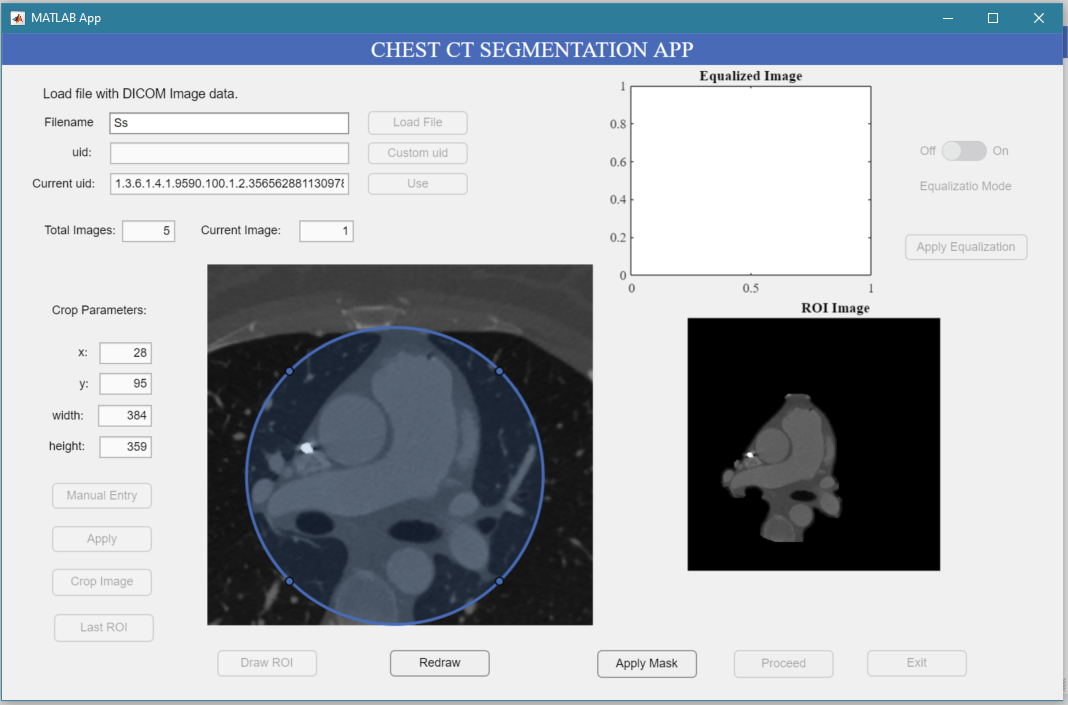 MATLAB App
CHEST CT SEGMENTATION APP
Load file with DICOM Image data.
Filename Ss Load File
uid: Custom uid
Current uid: 1.3.6.1.4.1.9590.100.1.2.356562881130978 Use
Total Images: 5 Current Image: 1
Equalized Image
1
0.8
0.6
0.4
0.2
0
0 0.5 1
Off On
Equalizatio Mode
Apply Equalization
Crop Parameters:
x: 28
y: 95
width: 384
height: 359
Manual Entry
Apply
Crop Image
Last ROI
ROI Image
Draw ROI Redraw Apply Mask Proceed Exit